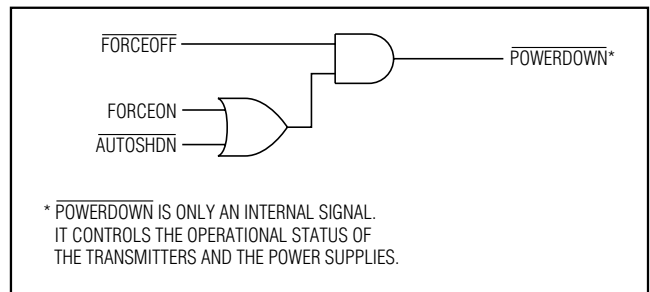 FORCEOFF
POWERDOWN*
FORCEON
AUTOSHDN
* POWERDOWN IS ONLY AN INTERNAL SIGNAL.
IT CONTROLS THE OPERATIONAL STATUS OF
THE TRANSMITTERS AND THE POWER SUPPLIES.